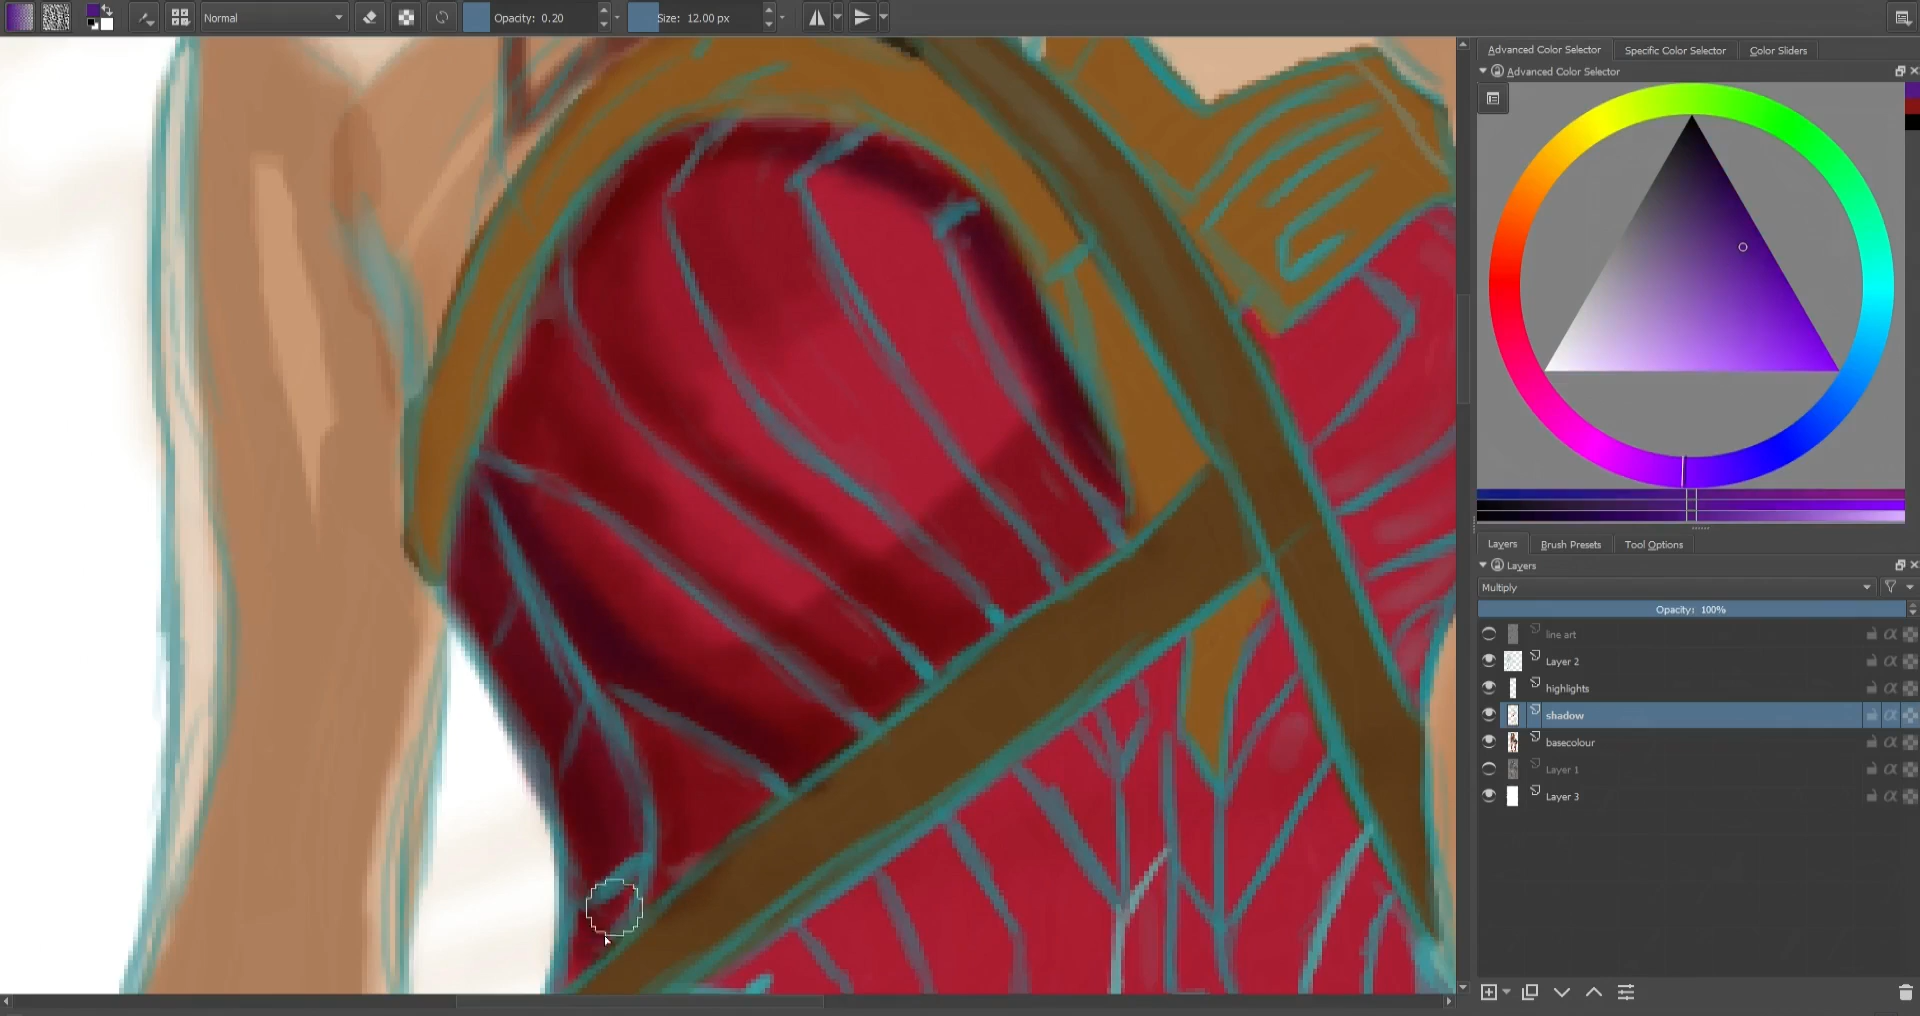 Normal
Opacity: 0.20
Size: 12.00 px
Advanced Color Selector
Specific Color Selector
Color Sliders
Advanced Color Selector
Layers
Brush Presets
Tool Options
Layers
Multiply
Opacity: 100%
line art
Layer 2
highlights
shadow
basecolour
Layer 1
Layer 3